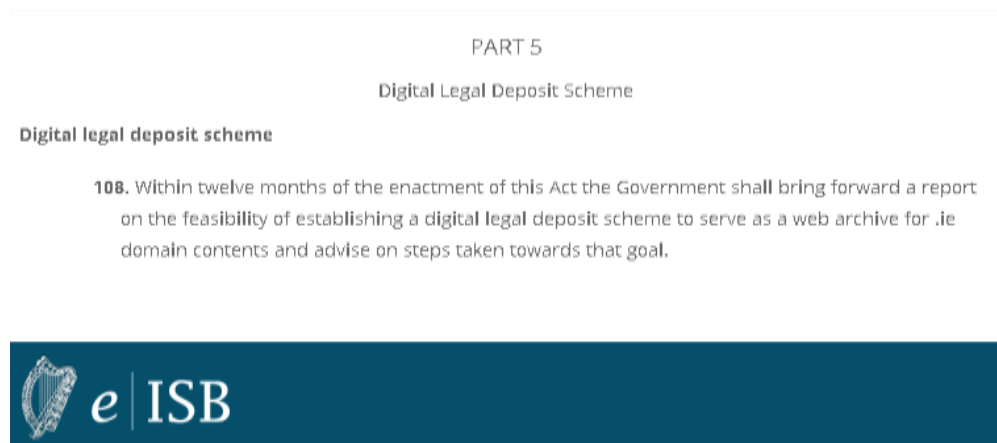 PART 5
Digital Legal Deposit Scheme
Digital legal deposit scheme
108. Within twelve months of the enactment of this Act the Government shall bring forward a report
on the feasibility of establishing a digital legal deposit scheme to serve as a web archive for .ie
domain contents and advise on steps taken towards that goal.
e | ISB